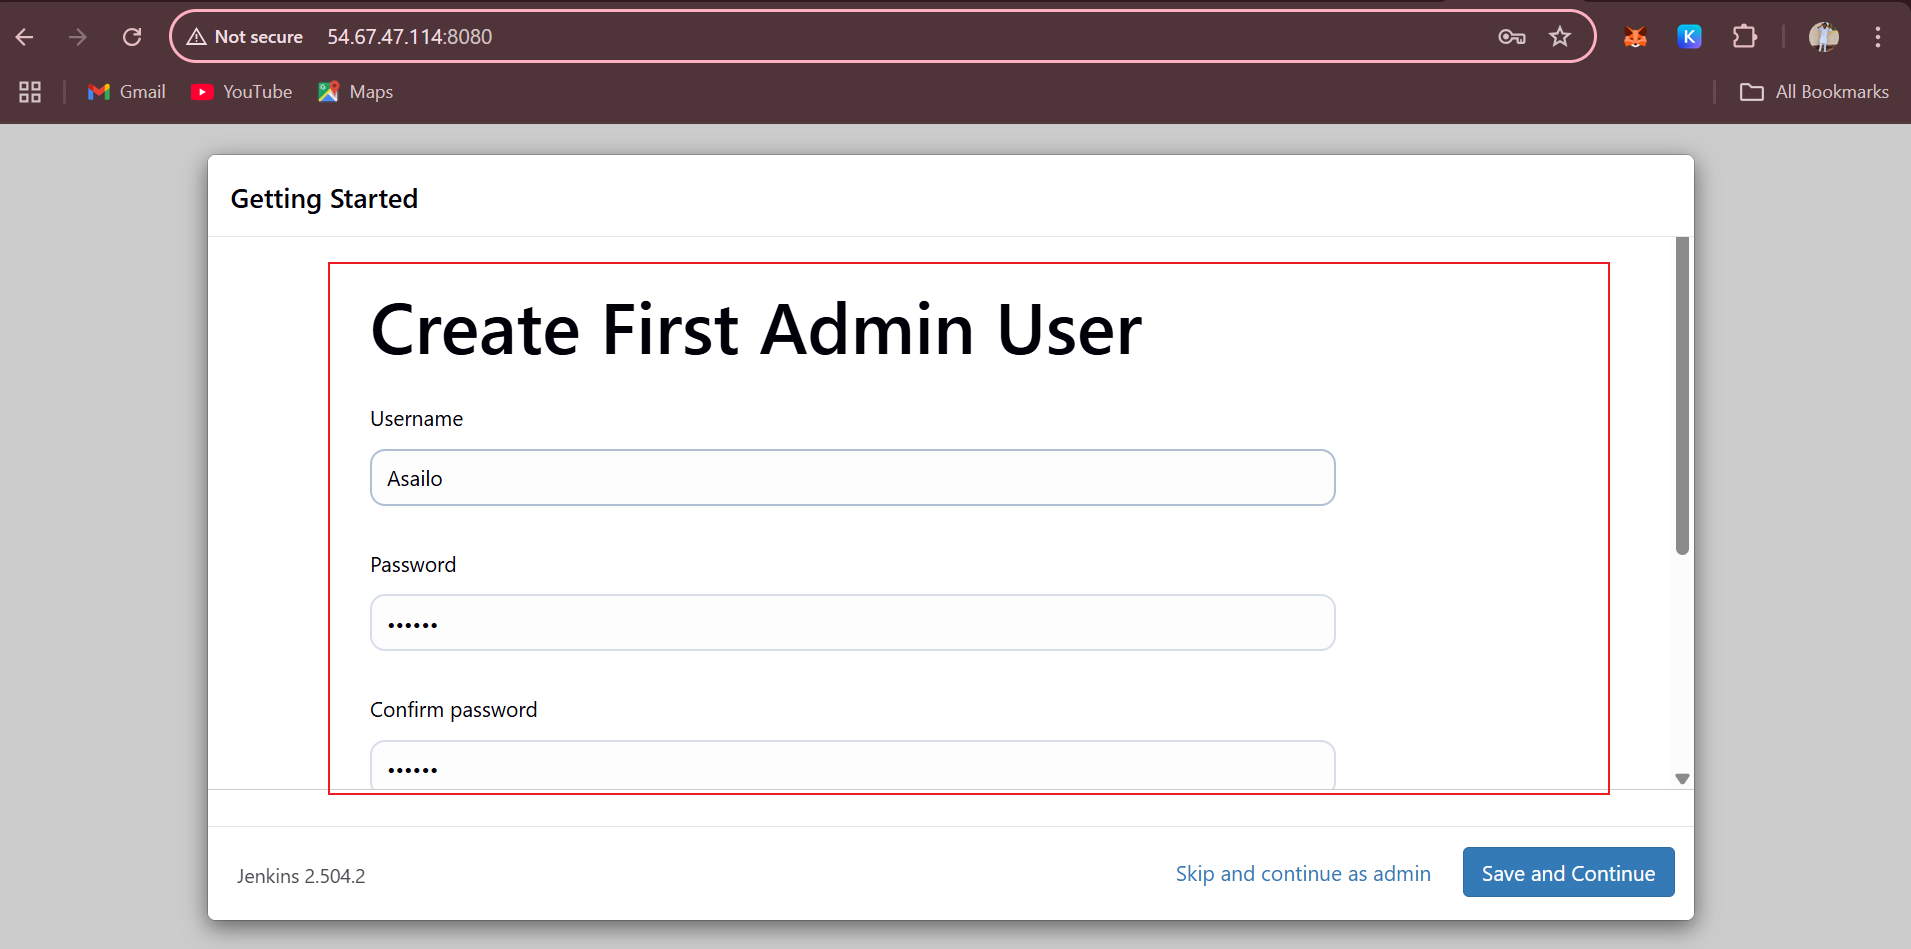 Not secure 54.67.47.114:8080
K
Gmail YouTube Maps All Bookmarks
Getting Started
Create First Admin User
Username
Asailo
Password
••••••
Confirm password
••••••
Jenkins 2.504.2 Skip and continue as admin Save and Continue